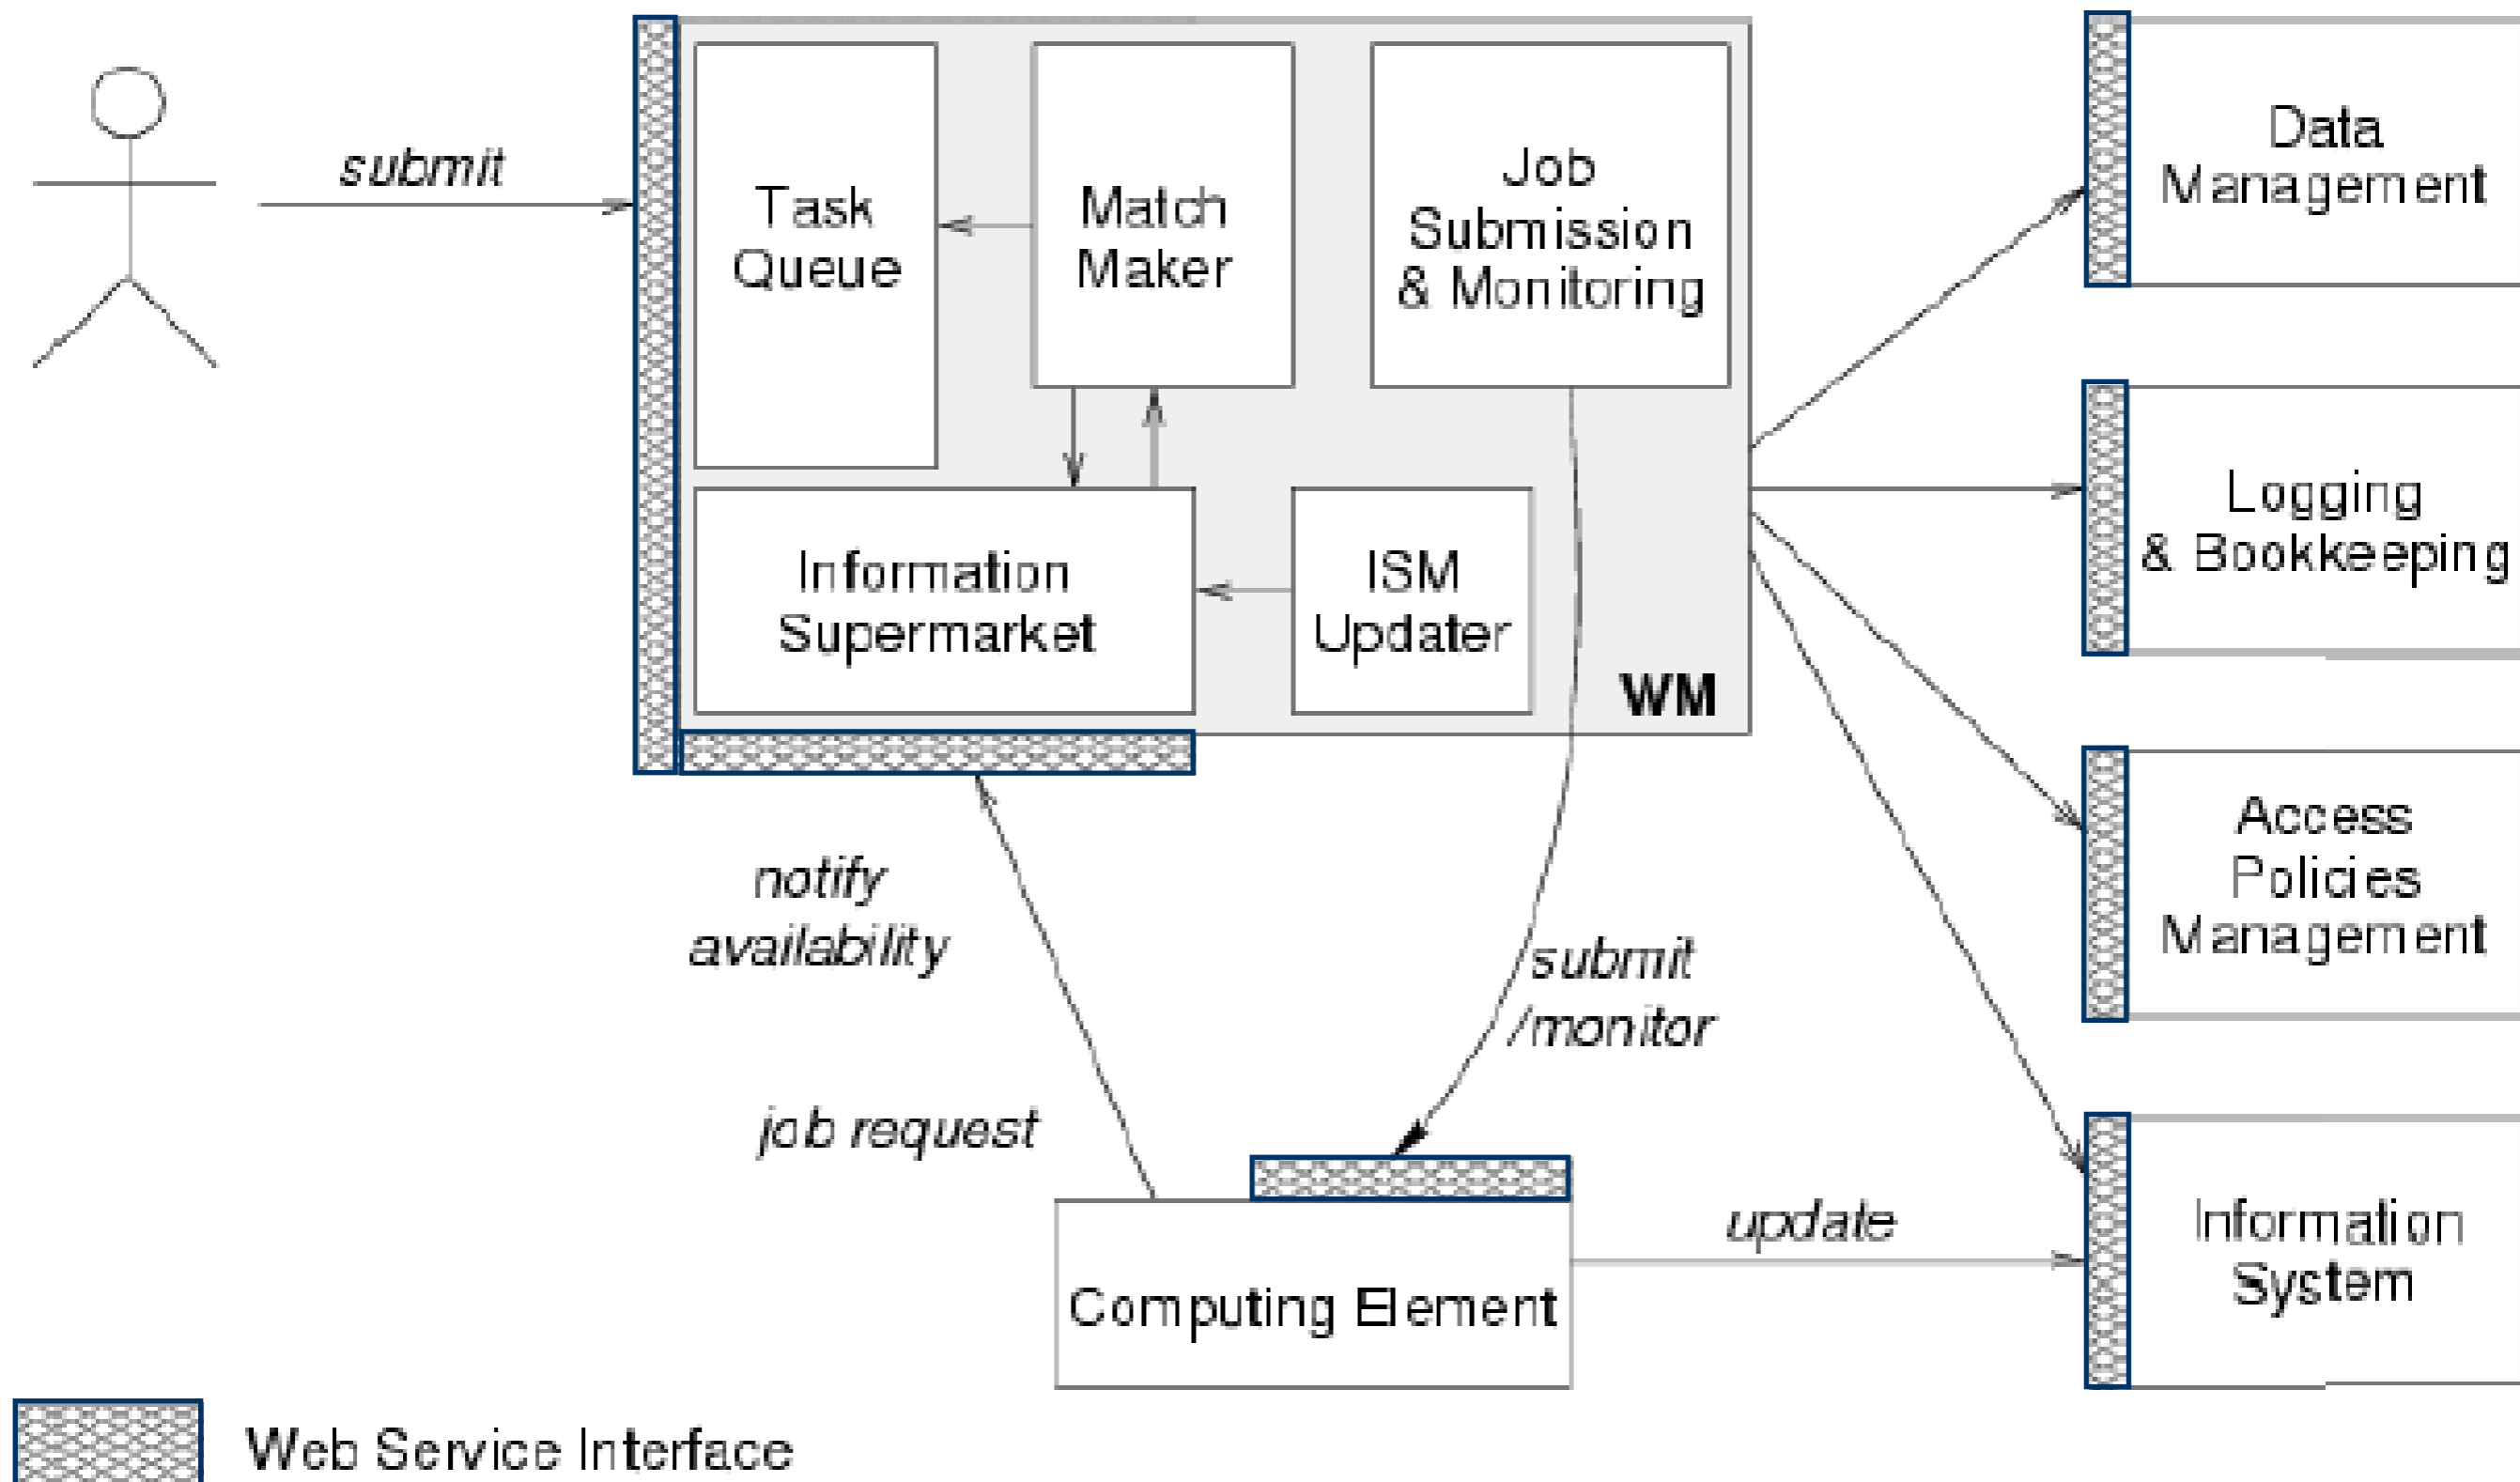 submit
Task
Queue
Match
Maker
Job
Submission
& Monitoring
Information
Supermarket
ISM
Updater
WM
Data
Management
Logging
& Bookkeeping
Access
Policies
Management
notify
availability
submit
/monitor
job request
update
Computing Element
Information
System
Web Service Interface